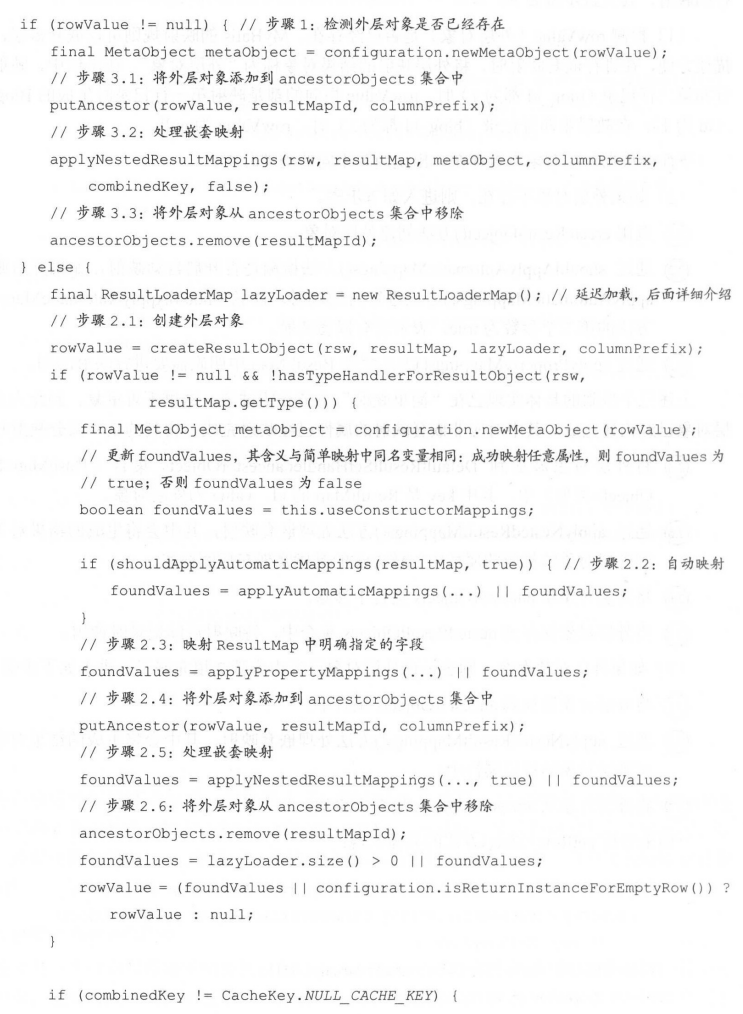 if (rowValue != null) { // 步骤 1：检测外层对象是否已经存在
final MetaObject metaObject = configuration.newMetaObject(rowValue);
// 步骤 3.1：将外层对象添加到 ancestorObjects 集合中
putAncestor(rowValue, resultMapId, columnPrefix);
// 步骤 3.2：处理嵌套映射
applyNestedResultMappings(rsw, resultMap, metaObject, columnPrefix,
combinedKey, false);
// 步骤 3.3：将外层对象从 ancestorObjects 集合中移除
ancestorObjects.remove(resultMapId);
} else {
final ResultLoaderMap lazyLoader = new ResultLoaderMap(); // 延迟加载，后面详细介绍
// 步骤 2.1：创建外层对象
rowValue = createResultObject(rsw, resultMap, lazyLoader, columnPrefix);
if (rowValue != null && !hasTypeHandlerForResultObject(rsw,
resultMap.getType())) {
final MetaObject metaObject = configuration.newMetaObject(rowValue);
// 更新 foundValues，其含义与简单映射中同名变量相同：成功映射任意属性，则 foundValues 为
// true；否则 foundValues 为 false
boolean foundValues = this.useConstructorMappings;
if (shouldApplyAutomaticMappings(resultMap, true)) { // 步骤 2.2：自动映射
foundValues = applyAutomaticMappings(...) || foundValues;
}
// 步骤 2.3：映射 ResultMap 中明确指定的字段
foundValues = applyPropertyMappings(...) || foundValues;
// 步骤 2.4：将外层对象添加到 ancestorObjects 集合中
putAncestor(rowValue, resultMapId, columnPrefix);
// 步骤 2.5：处理嵌套映射
foundValues = applyNestedResultMappings(..., true) || foundValues;
// 步骤 2.6：将外层对象从 ancestorObjects 集合中移除
ancestorObjects.remove(resultMapId);
foundValues = lazyLoader.size() > 0 || foundValues;
rowValue = (foundValues || configuration.isReturnInstanceForEmptyRow()) ?
rowValue : null;
}
if (combinedKey != CacheKey.NULL_CACHE_KEY) {